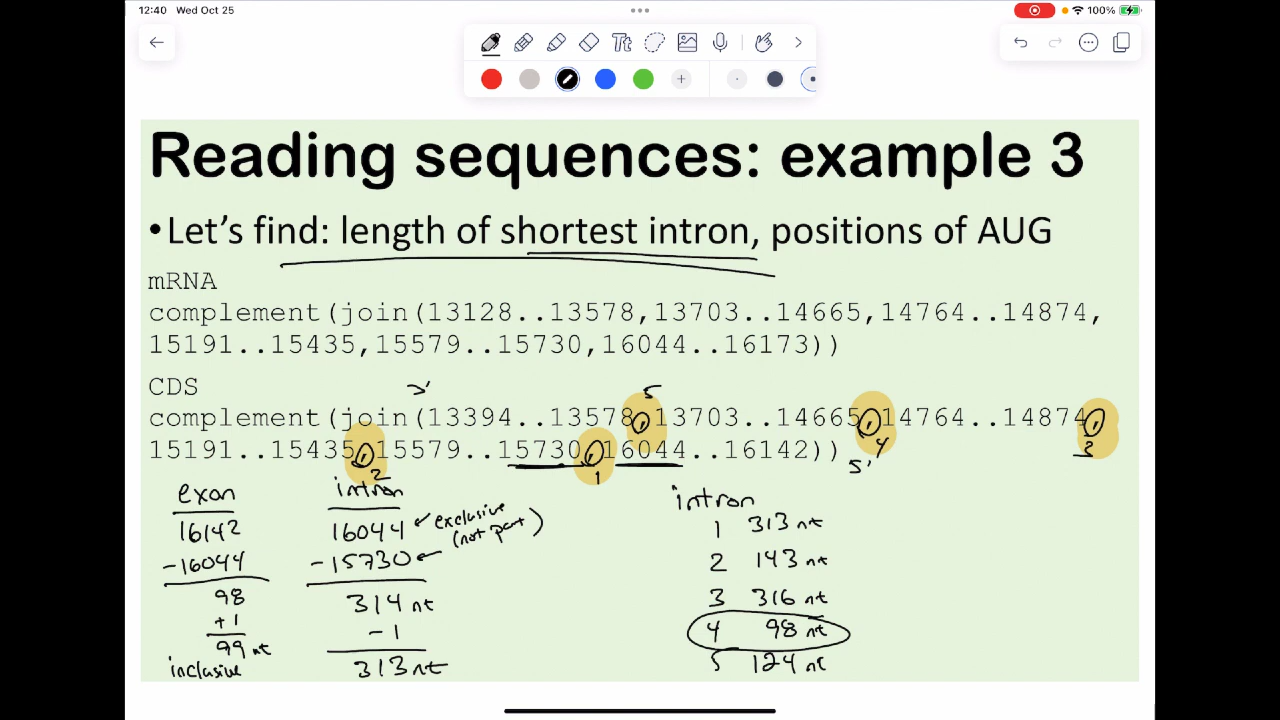 12:40 Wed Oct 25
100%
Tt
Reading sequences: example 3
•Let's find: length of shortest intron, positions of AUG
mRNA
complement(join(13128..13578,13703..14665,14764..14874,
15191..15435,15579..15730,16044..16173))
CDS
3' 5
complement(join(13394..13578,13703..14665,14764..14874,
15191..15435,15579..15730,16044..16142))
2 1 4 3
5'
exon
16142
-16044
98
+1
99 nt
inclusive
intron
16044 exclusive
(not part)
-15730
314 nt
-1
313 nt
intron
1 313 nt
2 143 nt
3 316 nt
4 98 nt
5 124 nt